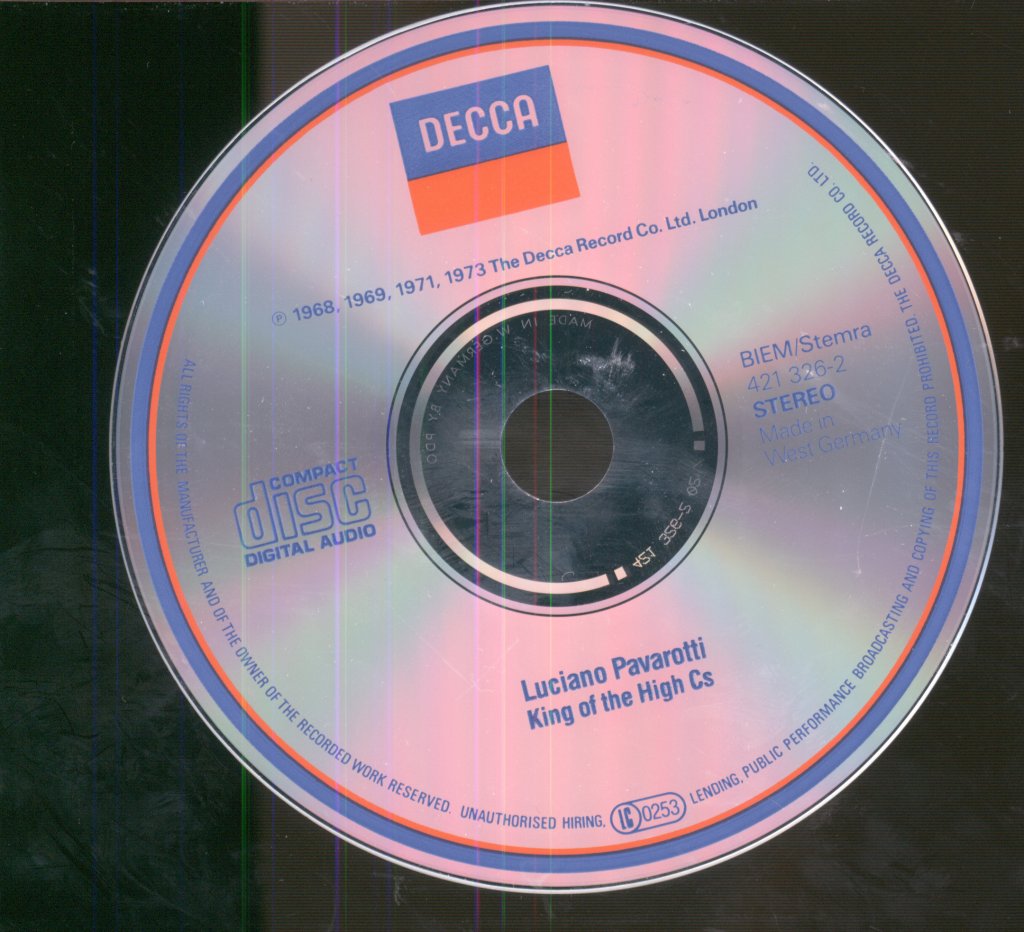 DECCA
℗ 1968, 1969, 1971, 1973 The Decca Record Co. Ltd. London
BIEM/Stemra
421 326-2
STEREO
Made in
West Germany
COMPACT
disc
DIGITAL AUDIO
Luciano Pavarotti
King of the High Cs
ALL RIGHTS OF THE MANUFACTURER AND OF THE OWNER OF THE RECORDED WORK RESERVED. UNAUTHORISED HIRING, LC 0253 LENDING, PUBLIC PERFORMANCE BROADCASTING AND COPYING OF THIS RECORD PROHIBITED. THE DECCA RECORD CO. LTD.
MADE IN W. GERMANY BY PDO